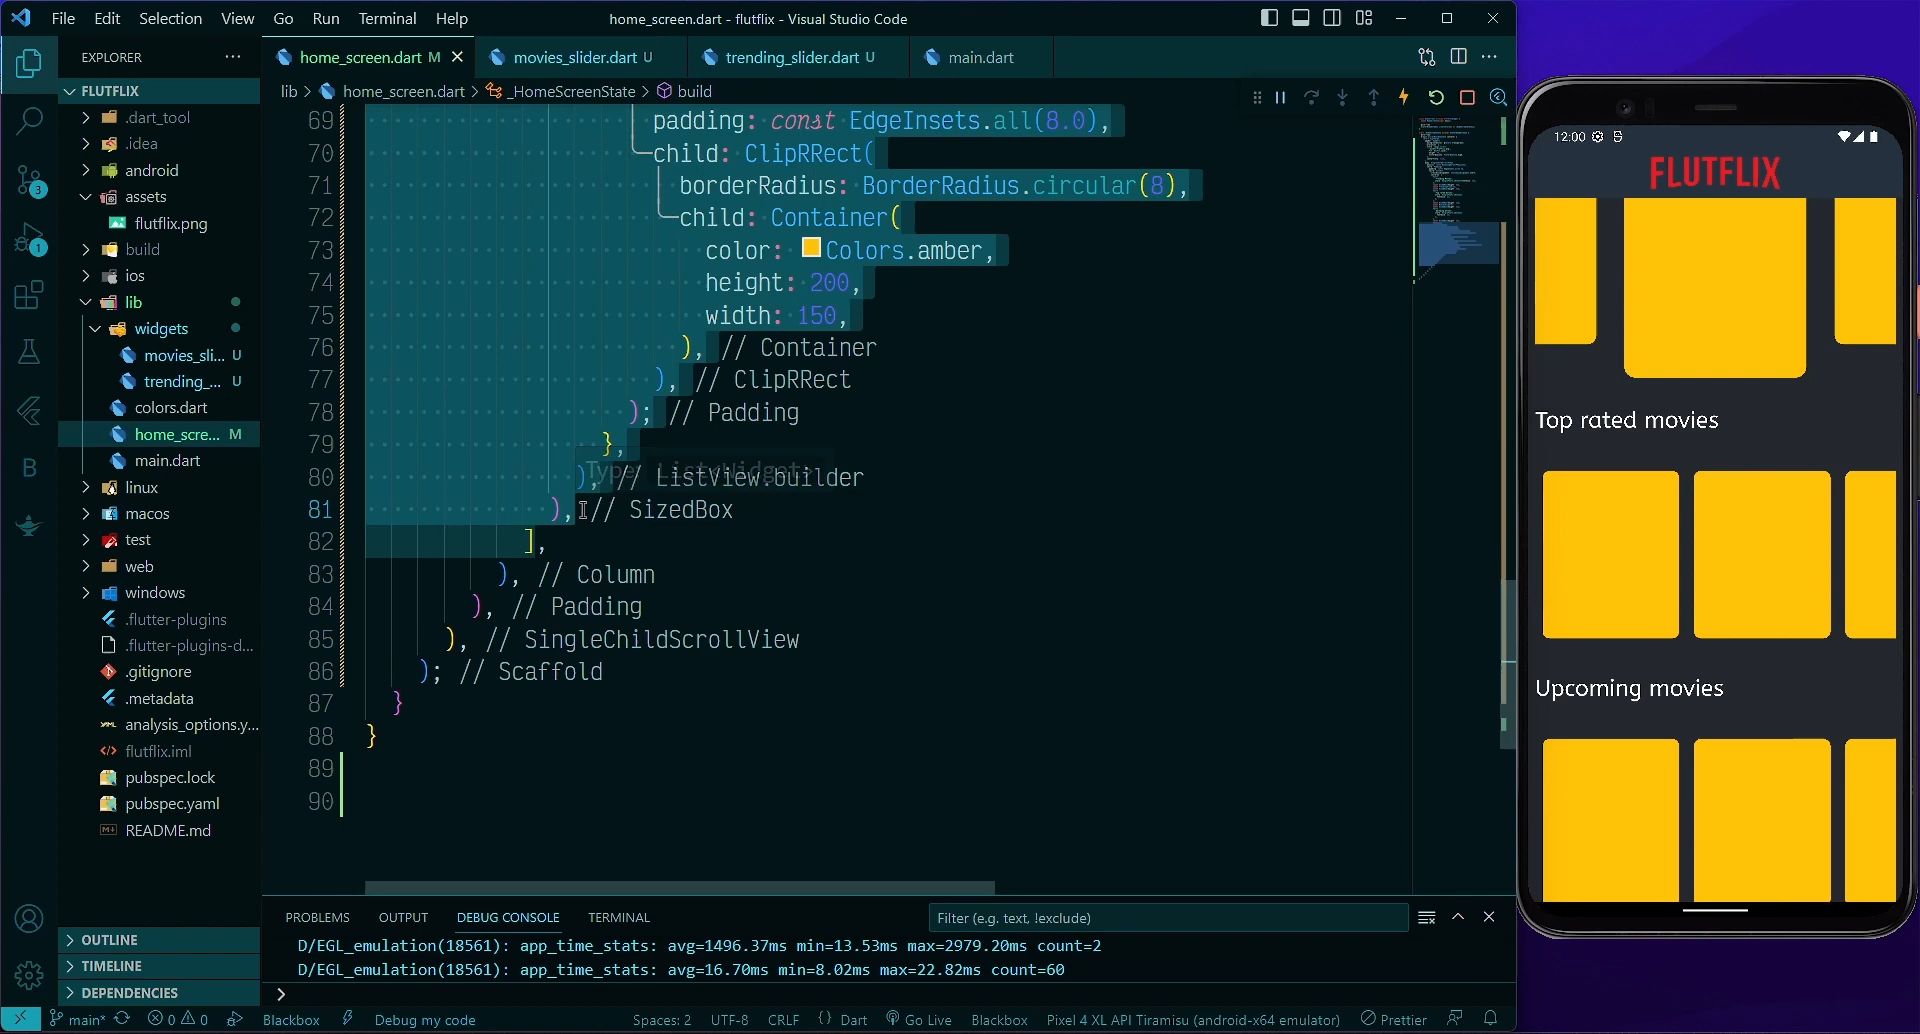 File Edit Selection View Go Run Terminal Help
home_screen.dart - flutflix - Visual Studio Code
EXPLORER
home_screen.dart M
movies_slider.dart U
trending_slider.dart U
main.dart
FLUTFLIX
lib > home_screen.dart > _HomeScreenState > build
.dart_tool
.idea
android
assets
flutflix.png
build
ios
lib
widgets
movies_sli... U
trending_... U
colors.dart
home_scre... M
main.dart
linux
macos
test
web
windows
.flutter-plugins
.flutter-plugins-d...
.gitignore
.metadata
analysis_options.y...
flutflix.iml
pubspec.lock
pubspec.yaml
README.md
OUTLINE
TIMELINE
DEPENDENCIES
3
1
69 padding: const EdgeInsets.all(8.0),
70 child: ClipRRect(
71 borderRadius: BorderRadius.circular(8),
72 child: Container(
73 color: Colors.amber,
74 height: 200,
75 width: 150,
76 ), // Container
77 ), // ClipRRect
78 ); // Padding
79 },
80 ), // ListView.builder
81 ), // SizedBox
82 ],
83 ), // Column
84 ), // Padding
85 ), // SingleChildScrollView
86 ); // Scaffold
87 }
88 }
89
90
PROBLEMS OUTPUT DEBUG CONSOLE TERMINAL
Filter (e.g. text, !exclude)
D/EGL_emulation(18561): app_time_stats: avg=1496.37ms min=13.53ms max=2979.20ms count=2
D/EGL_emulation(18561): app_time_stats: avg=16.70ms min=8.02ms max=22.82ms count=60
>
main* 0 0 Blackbox Debug my code Spaces: 2 UTF-8 CRLF {} Dart Go Live Blackbox Pixel 4 XL API Tiramisu (android-x64 emulator) Prettier
12:00
FLUTFLIX
Top rated movies
Upcoming movies